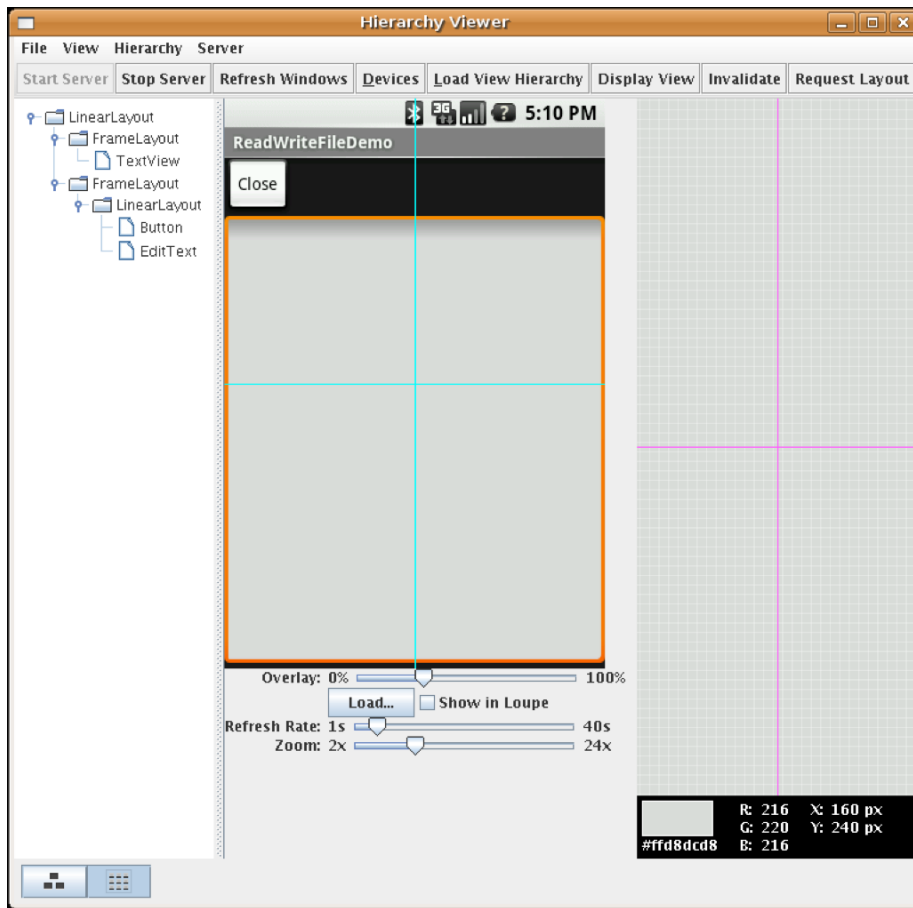 Hierarchy Viewer
File View Hierarchy Server
Start Server Stop Server Refresh Windows Devices Load View Hierarchy Display View Invalidate Request Layout
LinearLayout
FrameLayout
TextView
FrameLayout
LinearLayout
Button
EditText
3G 5:10 PM
ReadWriteFileDemo
Close
Overlay: 0% 100%
Load... Show in Loupe
Refresh Rate: 1s 40s
Zoom: 2x 24x
R: 216 X: 160 px
G: 220 Y: 240 px
#ffd8dcd8 B: 216